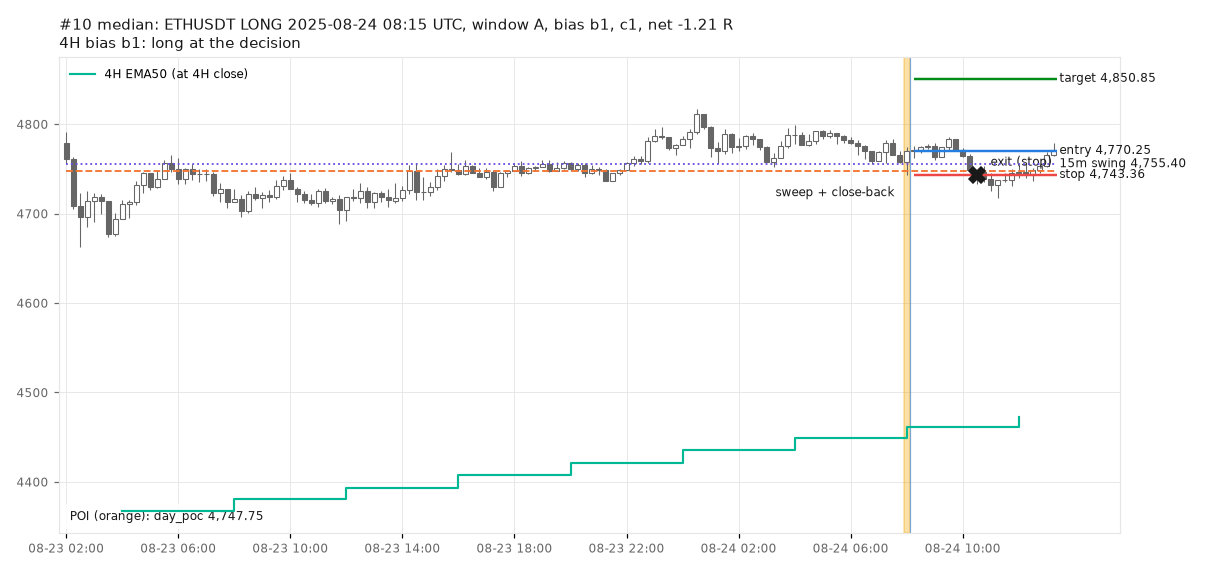 #10 median: ETHUSDT LONG 2025-08-24 08:15 UTC, window A, bias b1, c1, net -1.21 R
4H bias b1: long at the decision
4H EMA50 (at 4H close)
target 4,850.85
4800
entry 4,770.25
exit (stop)
15m swing 4,755.40
stop 4,743.36
sweep + close-back
4700
4600
4500
4400
POI (orange): day_poc 4,747.75
08-23 02:00
08-23 06:00
08-23 10:00
08-23 14:00
08-23 18:00
08-23 22:00
08-24 02:00
08-24 06:00
08-24 10:00